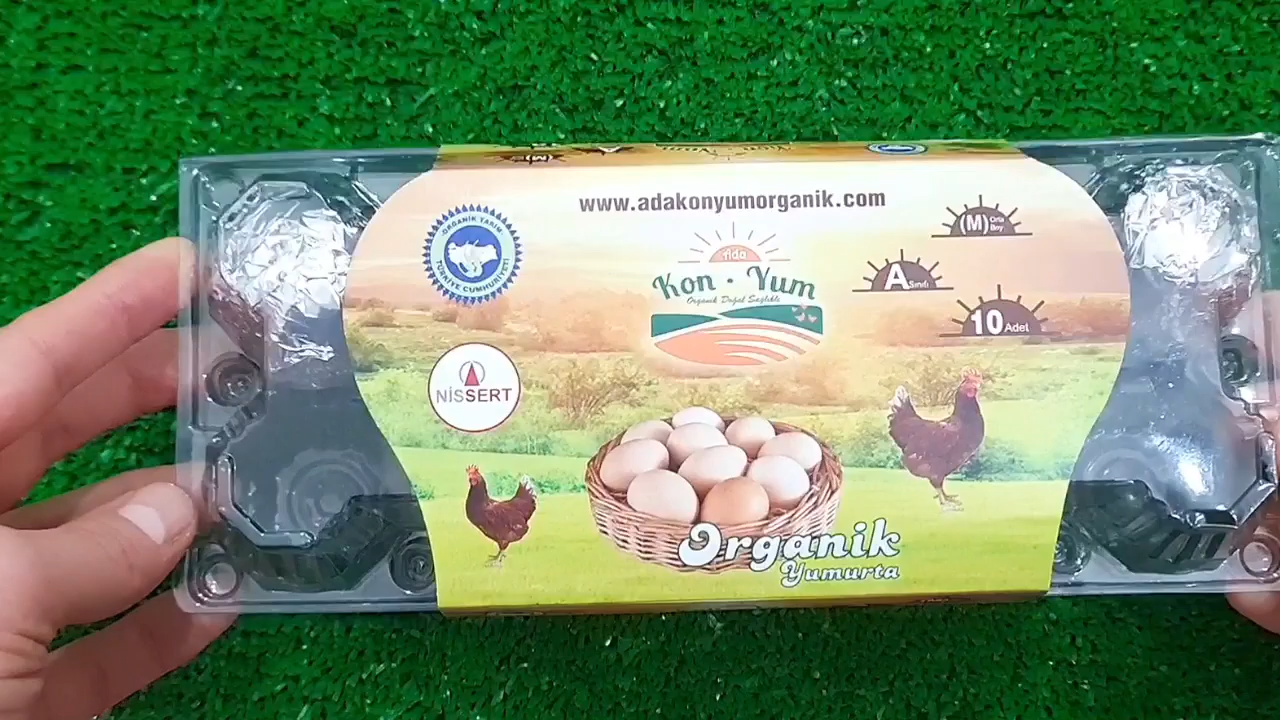 www.adakonyumorganik.com
ORGANİK TARIM
TÜRKİYE CUMHURİYETİ
Ada
Kon · Yum
Organik Doğal Sağlıklı
(M) Orta Boy
A Sınıfı
10 Adet
NİSSERT
Organik
Yumurta